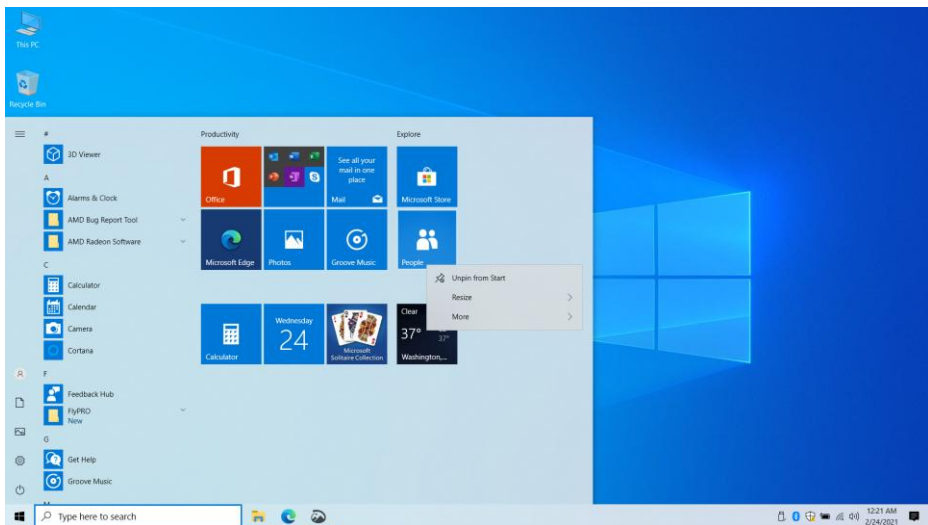 This PC
Recycle Bin
#
3D Viewer
A
Alarms & Clock
AMD Bug Report Tool
AMD Radeon Software
C
Calculator
Calendar
Camera
Cortana
F
Feedback Hub
FlyPRO
New
G
Get Help
Groove Music
Productivity
Office
See all your
mail in one
place
Mail
Microsoft Edge
Photos
Groove Music
Calculator
Wednesday
24
Microsoft
Solitaire Collection
Explore
Microsoft Store
People
Unpin from Start
Resize
More
Clear
37°
37°
Washington,...
Type here to search
12:21 AM
2/24/2021